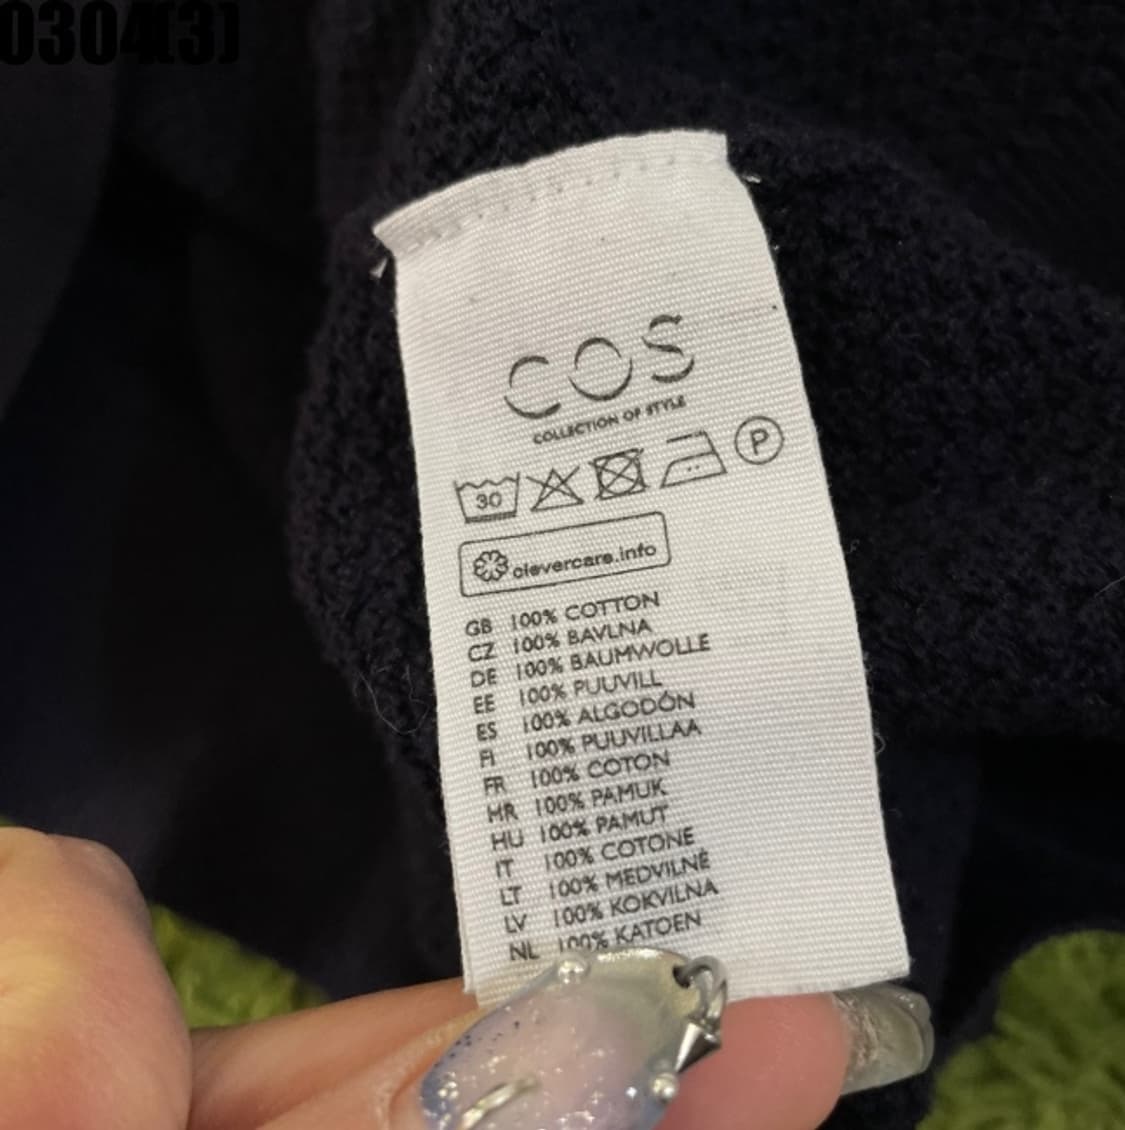 0304(3)
COS
COLLECTION OF STYLE
30 P
clevercare.info
GB 100% COTTON
CZ 100% BAVLNA
DE 100% BAUMWOLLE
EE 100% PUUVILL
ES 100% ALGODÓN
FI 100% PUUVILLAA
FR 100% COTON
HR 100% PAMUK
HU 100% PAMUT
IT 100% COTONE
LT 100% MEDVILNĖ
LV 100% KOKVILNA
NL 100% KATOEN